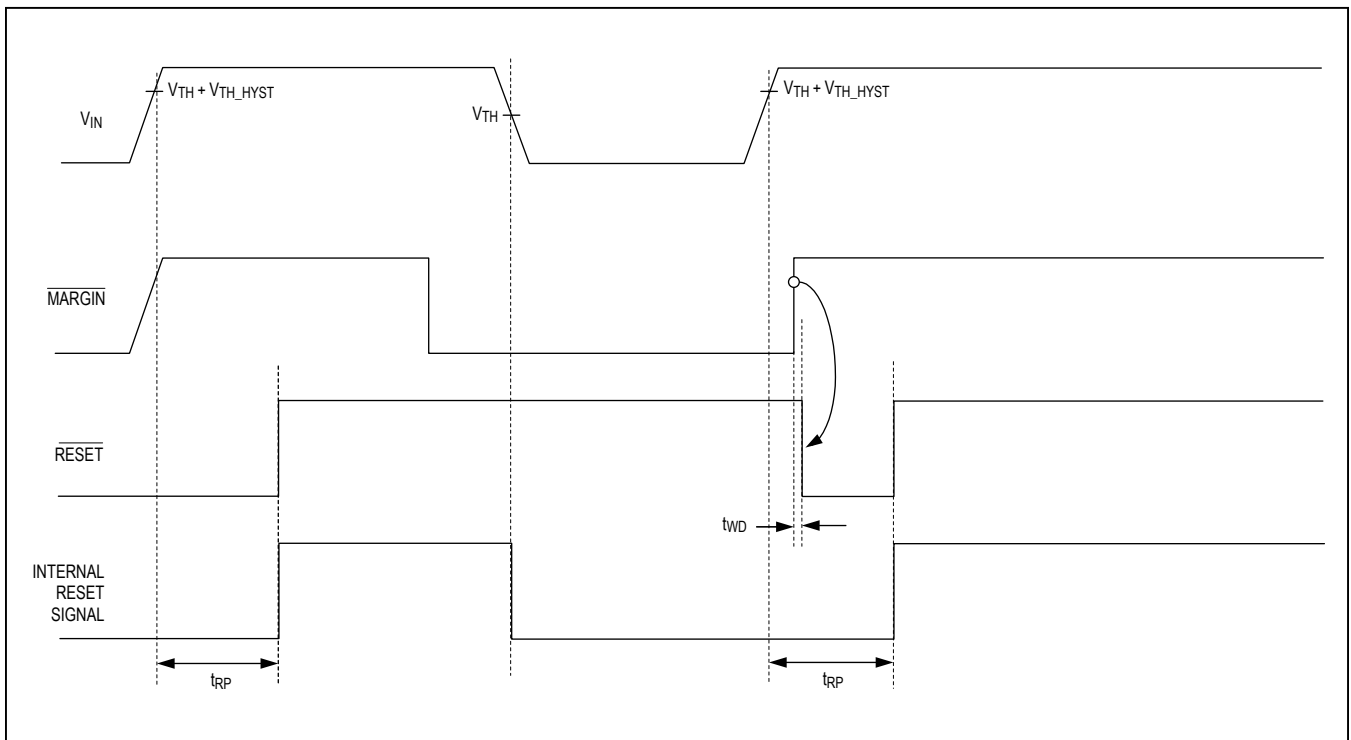 VTH + VTH_HYST
VTH + VTH_HYST
VTH
VIN
MARGIN
RESET
tWD
INTERNAL
RESET
SIGNAL
tRP
tRP